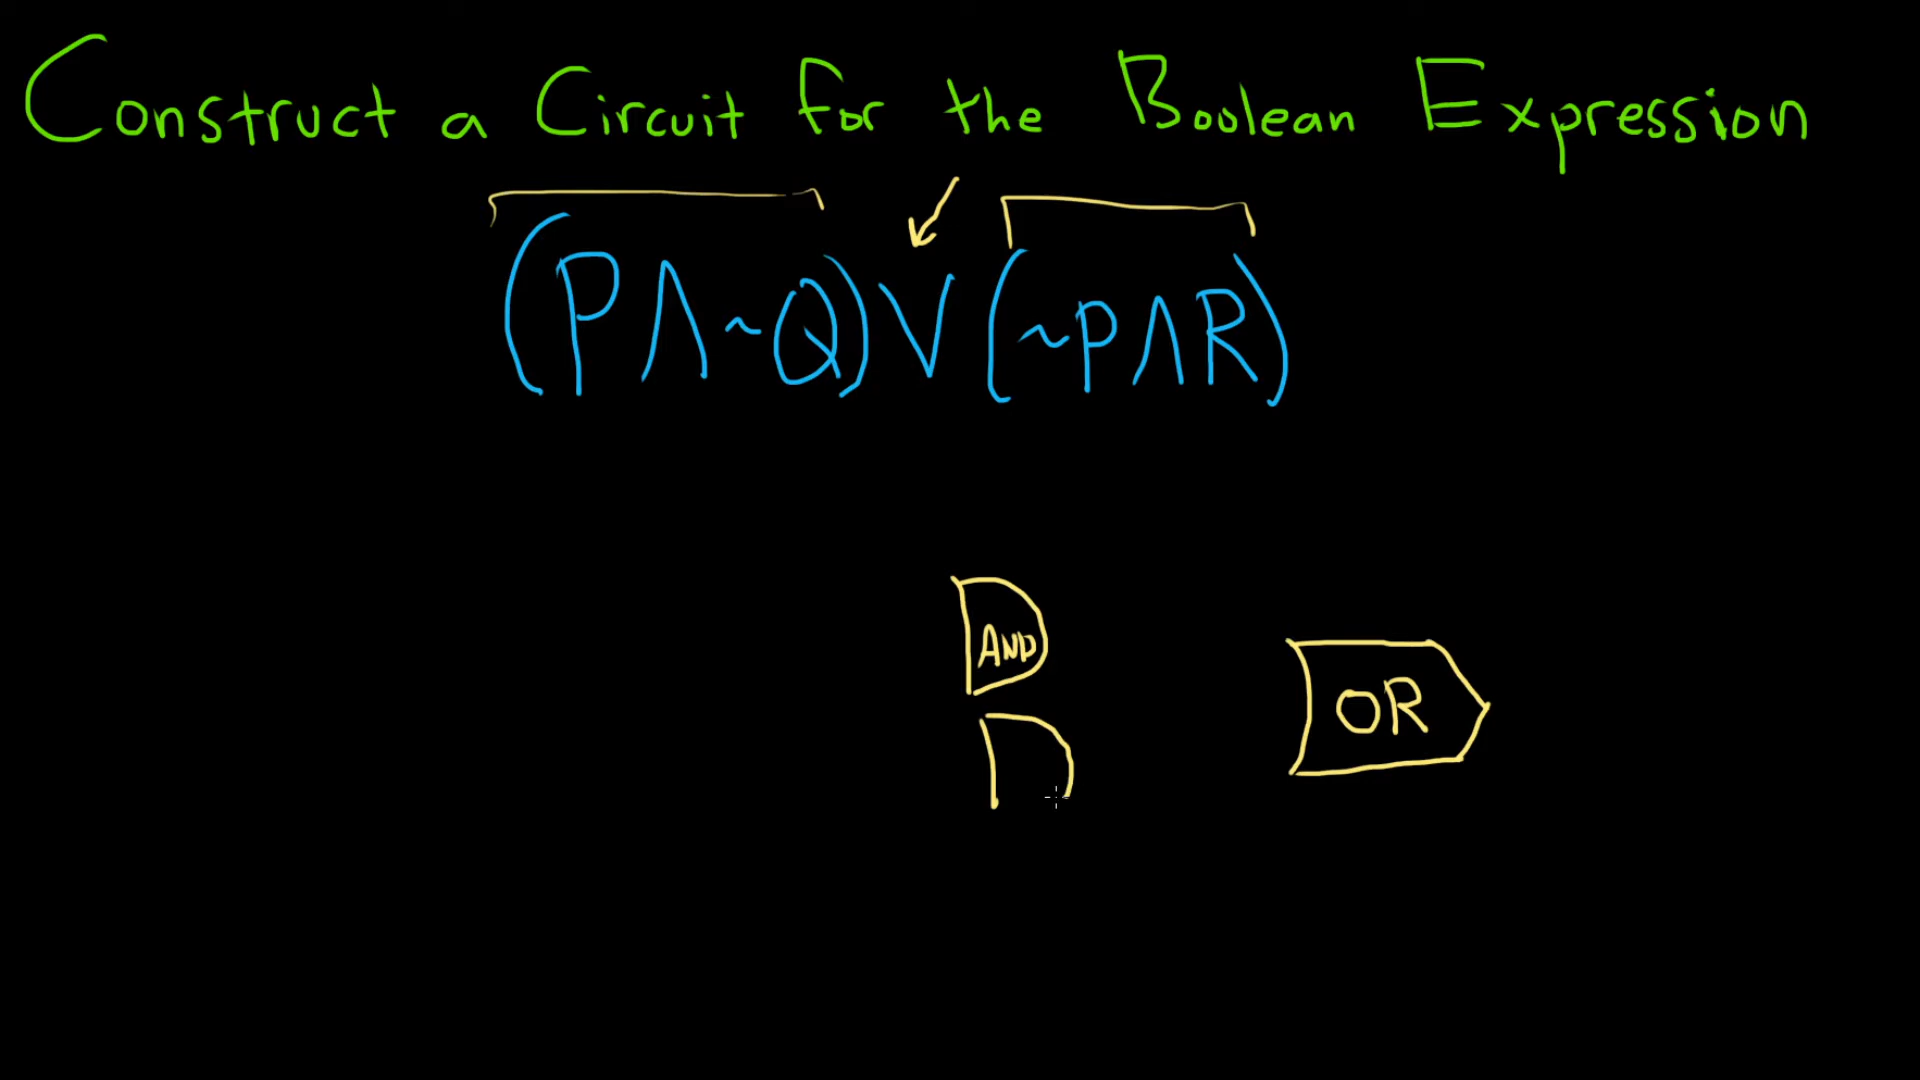 Construct a Circuit for the Boolean Expression
(P∧~Q)∨(~P∧R)
AND
OR